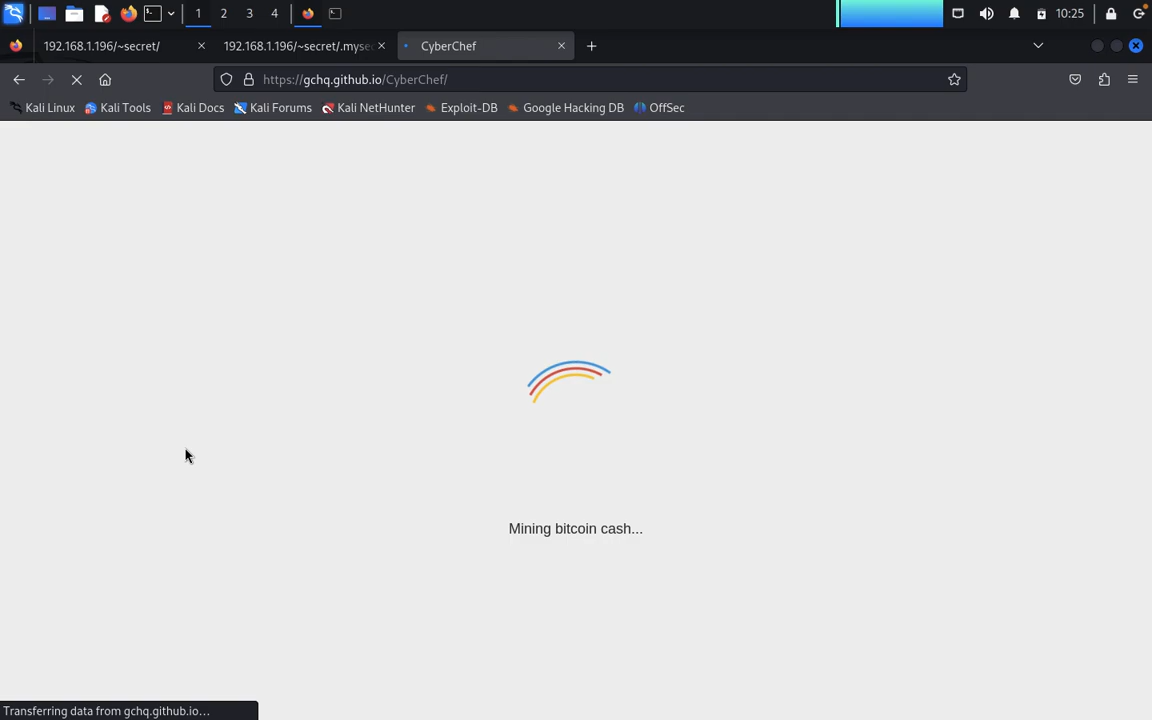 1 2 3 4 10:25
192.168.1.196/~secret/ 192.168.1.196/~secret/.myse CyberChef
https://gchq.github.io/CyberChef/
Kali Linux Kali Tools Kali Docs Kali Forums Kali NetHunter Exploit-DB Google Hacking DB OffSec
Mining bitcoin cash...
Transferring data from gchq.github.io...